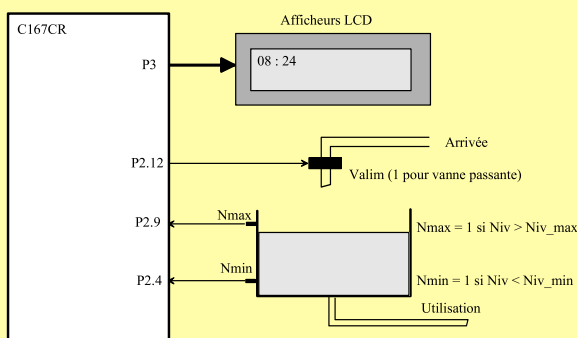 Afficheurs LCD
C167CR
P3
08 : 24
Arrivée
P2.12
Valim (1 pour vanne passante)
P2.9
Nmax
Nmax = 1 si Niv > Niv_max
Nmin
P2.4
Nmin = 1 si Niv < Niv_min
Utilisation